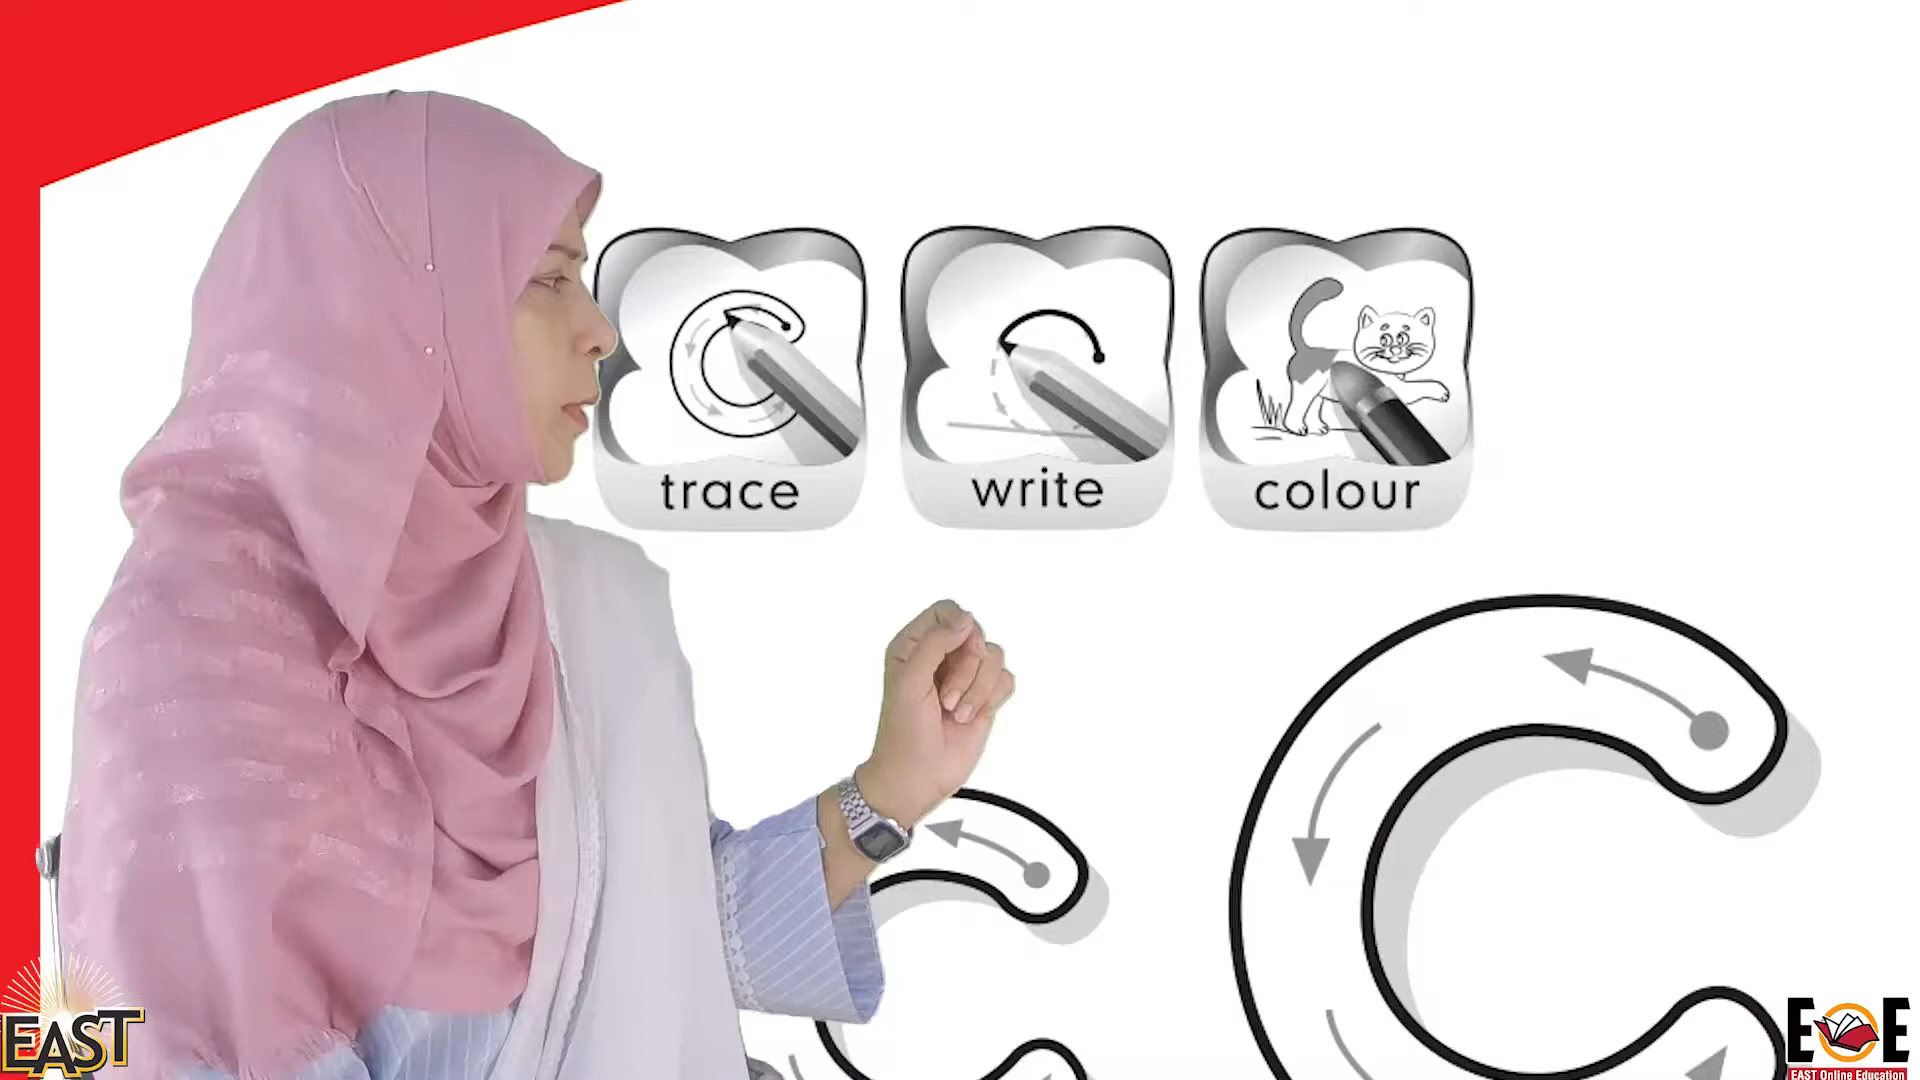 trace
write
colour
C
C
EAST
EOE
EAST Online Education